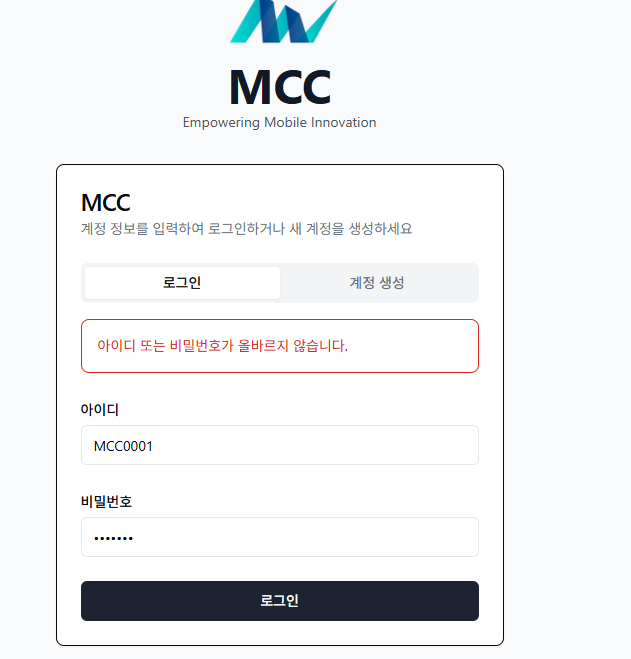 MCC
Empowering Mobile Innovation
MCC
계정 정보를 입력하여 로그인하거나 새 계정을 생성하세요
로그인
계정 생성
아이디 또는 비밀번호가 올바르지 않습니다.
아이디
MCC0001
비밀번호
•••••••
로그인